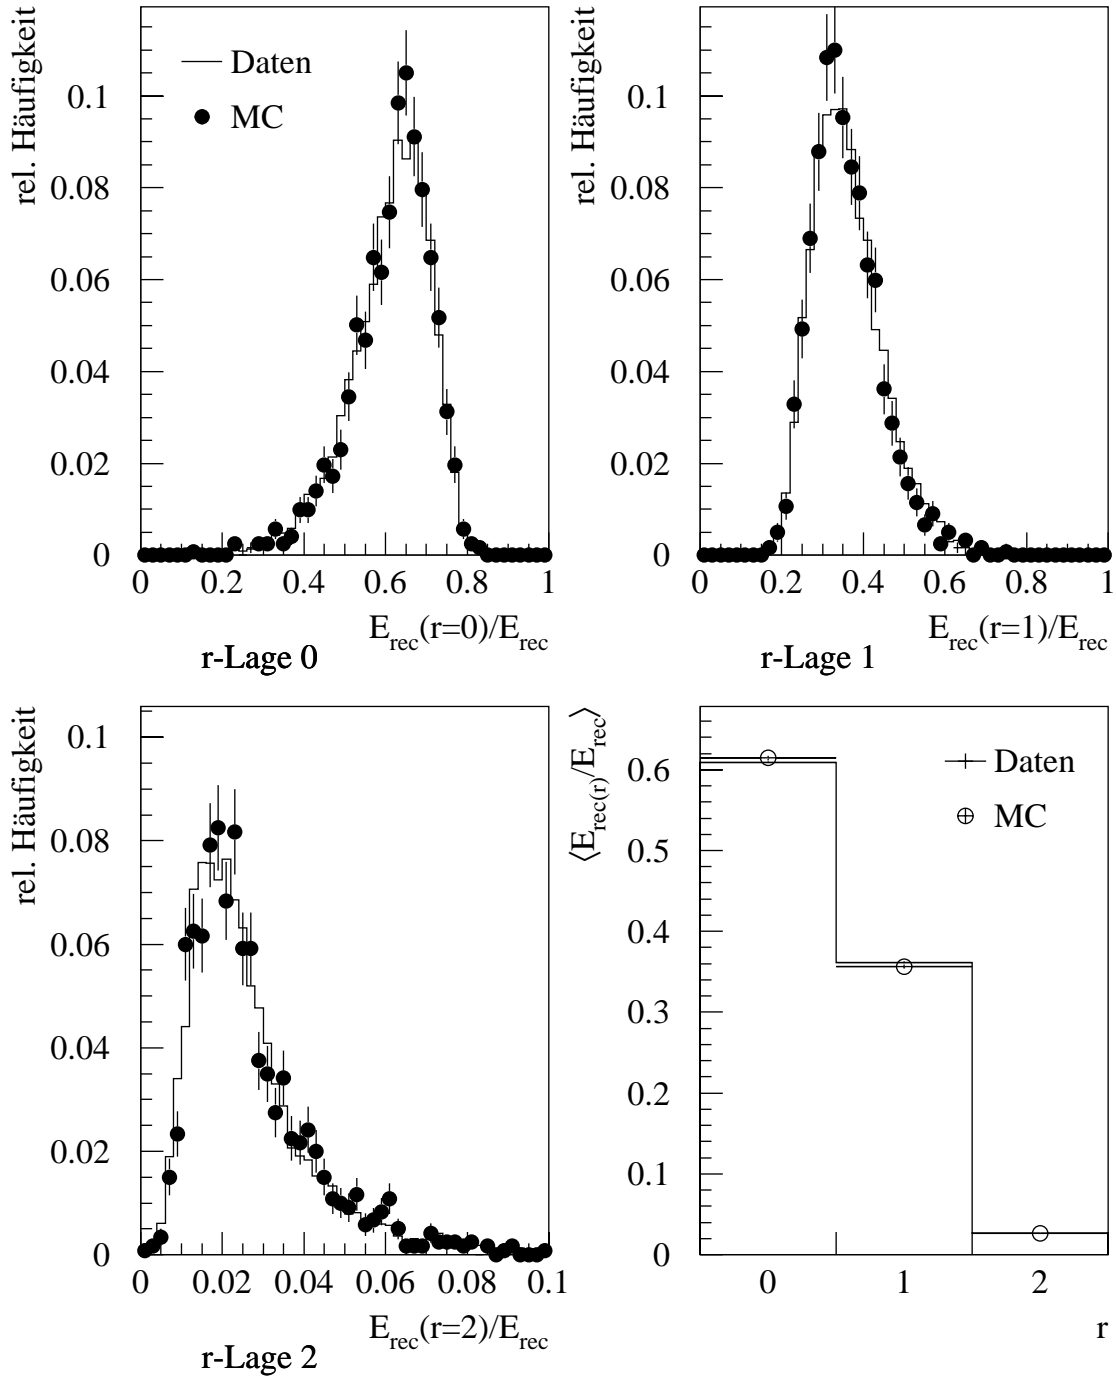 rel. Häufigkeit
Daten
MC
0.1
0.08
0.06
0.04
0.02
0
0 0.2 0.4 0.6 0.8 1
E_rec(r=0)/E_rec
r-Lage 0
rel. Häufigkeit
0.1
0.08
0.06
0.04
0.02
0
0 0.2 0.4 0.6 0.8 1
E_rec(r=1)/E_rec
r-Lage 1
rel. Häufigkeit
0.1
0.08
0.06
0.04
0.02
0
0 0.02 0.04 0.06 0.08 0.1
E_rec(r=2)/E_rec
r-Lage 2
⟨E_rec(r)/E_rec⟩
Daten
MC
0.6
0.5
0.4
0.3
0.2
0.1
0
0 1 2
r